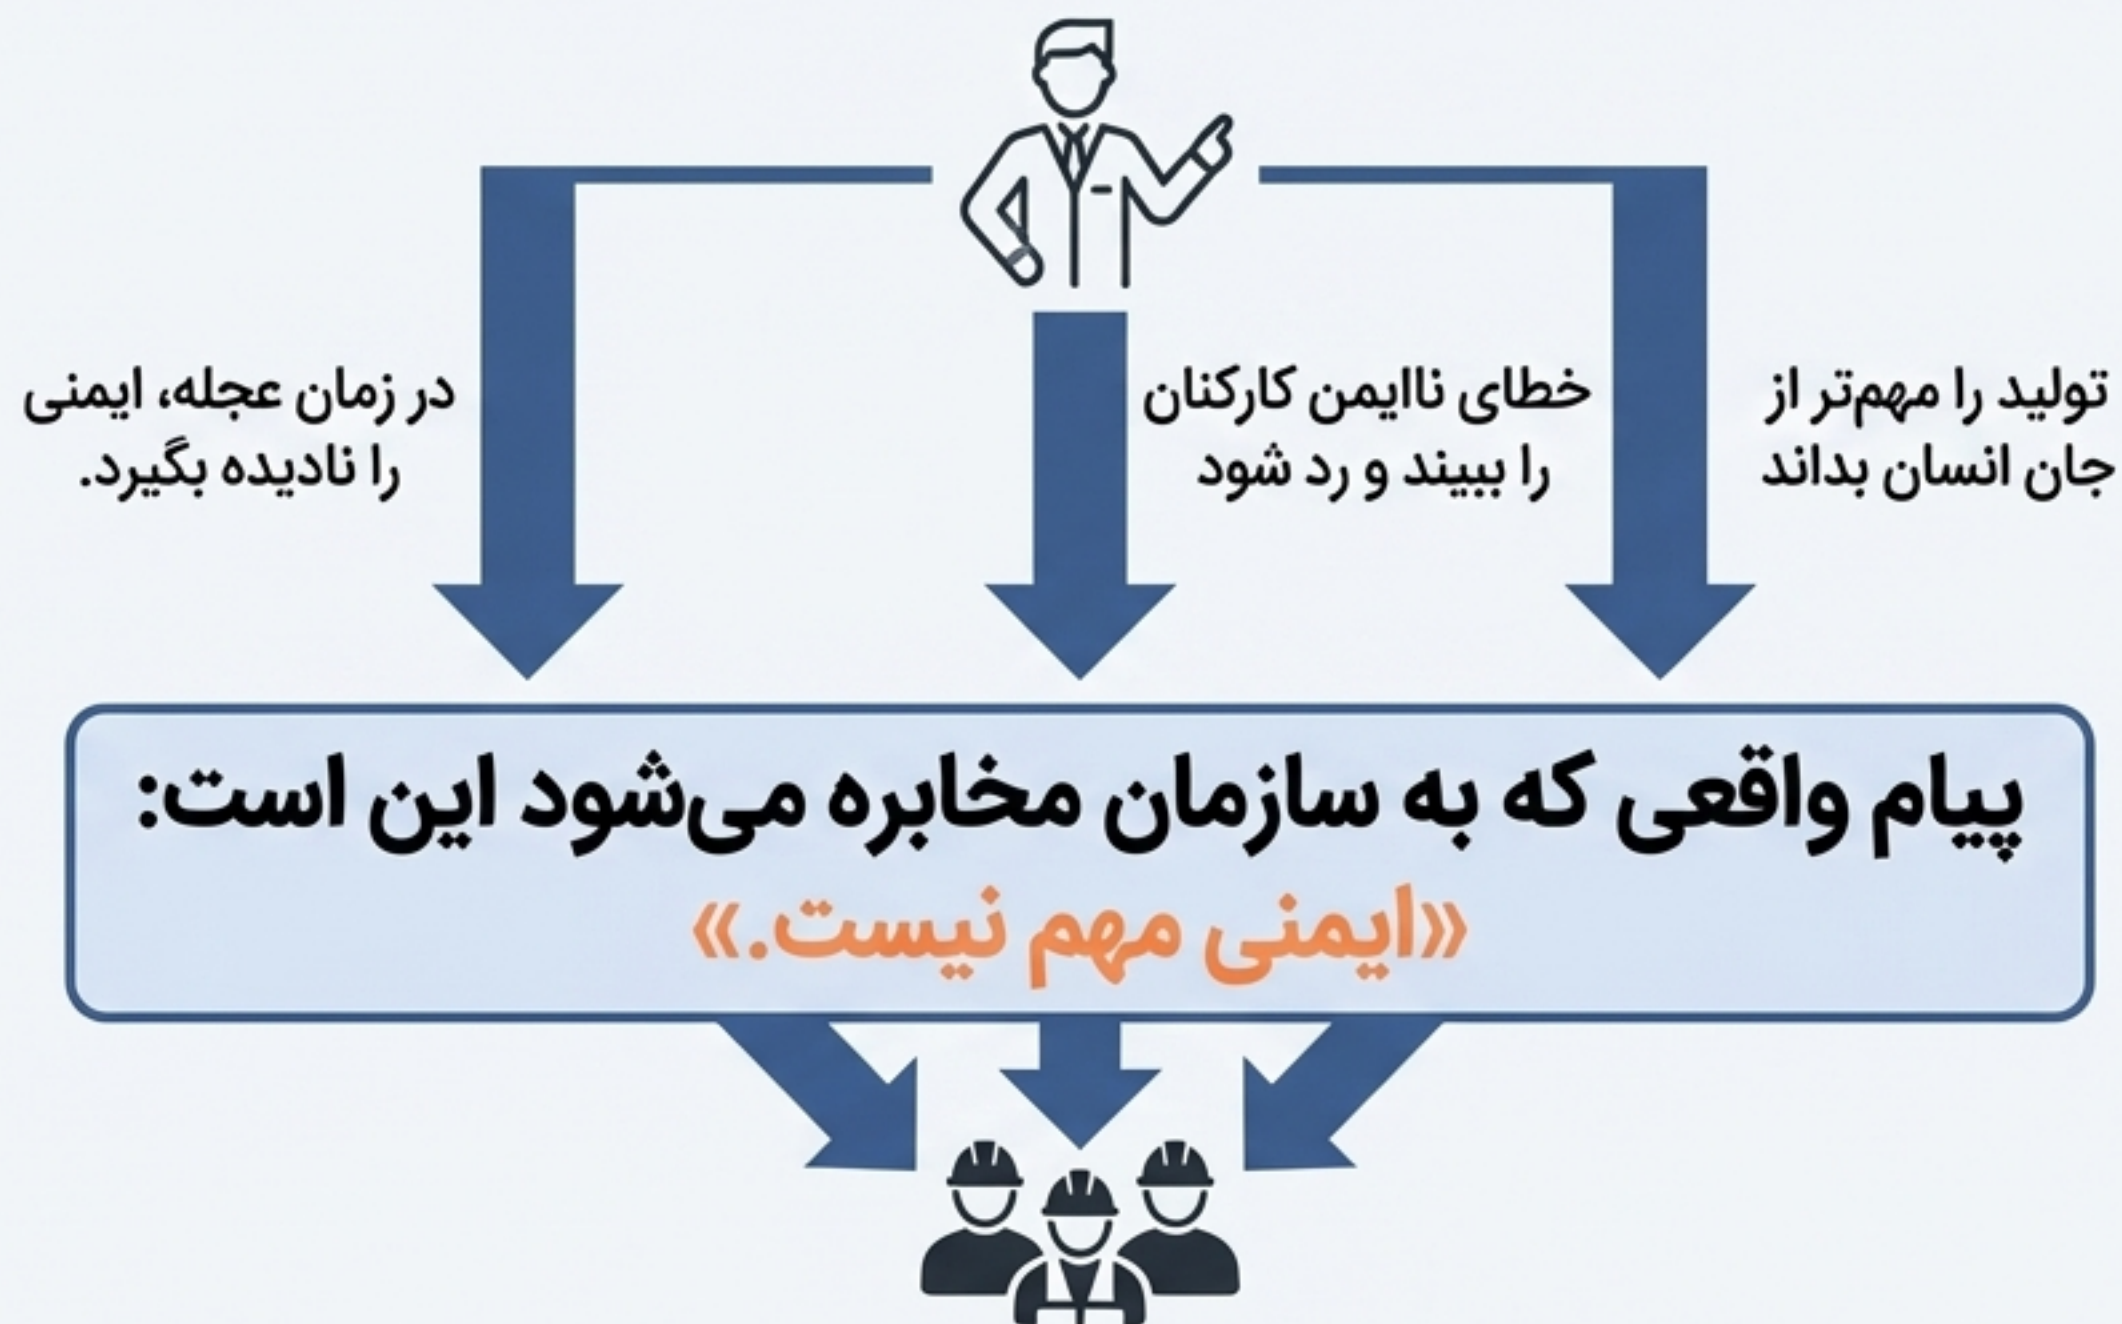 تولید را مهم‌تر از
جان انسان بداند
خطای ناایمن کارکنان
را ببیند و رد شود
در زمان عجله، ایمنی
را نادیده بگیرد.
پیام واقعی که به سازمان مخابره می‌شود این است:
«ایمنی مهم نیست.»